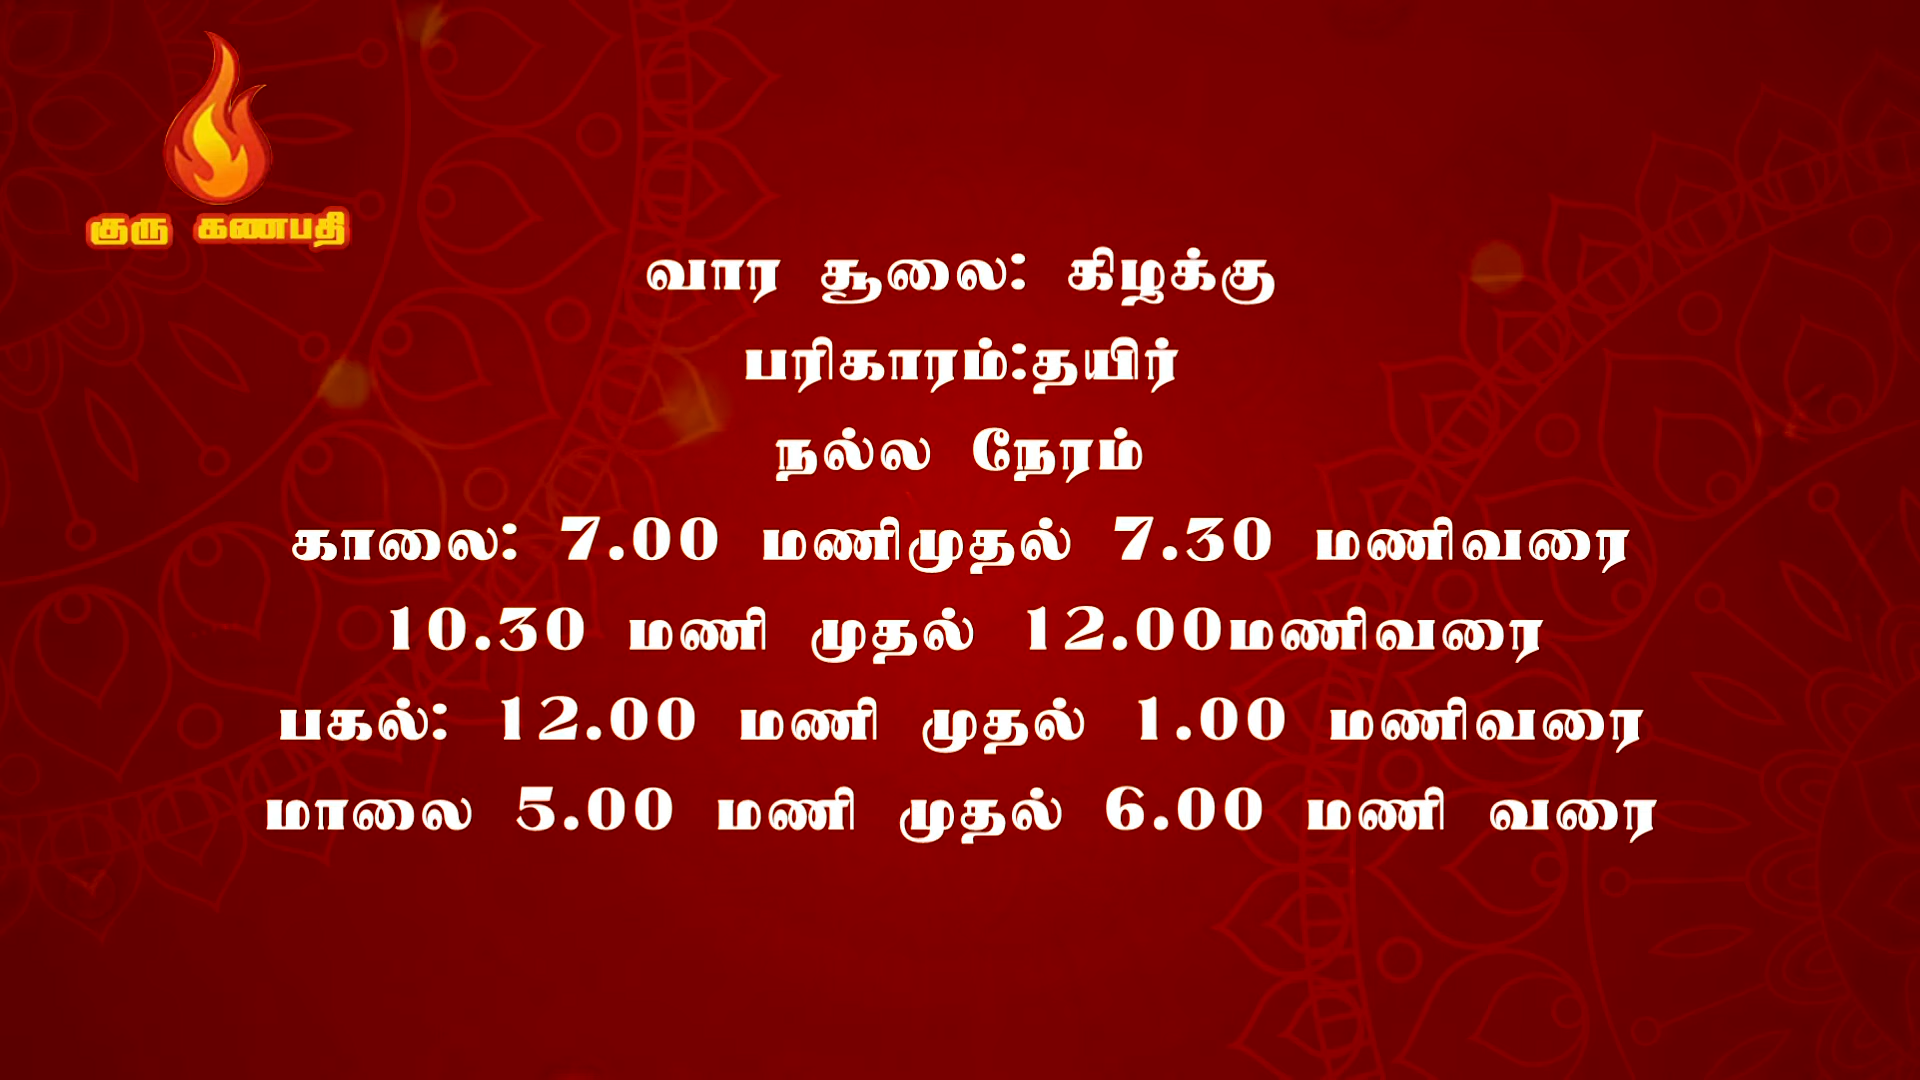 குரு கணபதி
வார சூலை: கிழக்கு
பரிகாரம்:தயிர்
நல்ல நேரம்
காலை: 7.00 மணிமுதல் 7.30 மணிவரை
10.30 மணி முதல் 12.00மணிவரை
பகல்: 12.00 மணி முதல் 1.00 மணிவரை
மாலை 5.00 மணி முதல் 6.00 மணி வரை